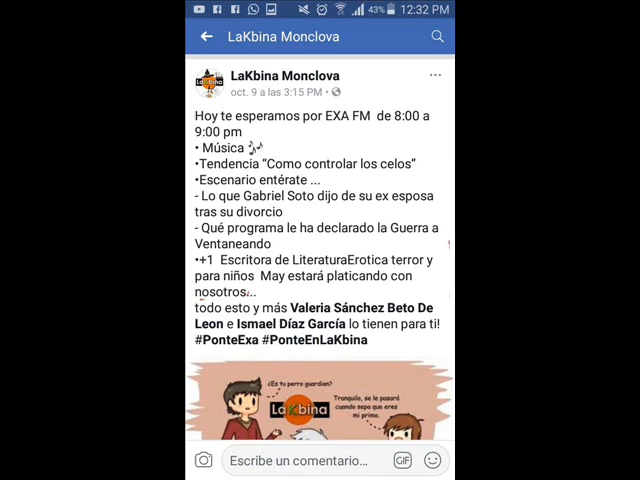 43% 12:32 PM
LaKbina Monclova
LaKbina Monclova
oct. 9 a las 3:15 PM •
Hoy te esperamos por EXA FM de 8:00 a
9:00 pm
• Música 🎶
•Tendencia “Como controlar los celos”
•Escenario entérate ...
- Lo que Gabriel Soto dijo de su ex esposa
tras su divorcio
- Qué programa le ha declarado la Guerra a
Ventaneando
•+1 Escritora de LiteraturaErotica terror y
para niños May estará platicando con
nosotros...
todo esto y más Valeria Sánchez Beto De
Leon e Ismael Díaz García lo tienen para ti!
#PonteExa #PonteEnLaKbina
¿Es tu perro guardian?
LaKbina
Tranquilo, se le pasará
cuando sepa que eres
mi primo.
Escribe un comentario...
GIF